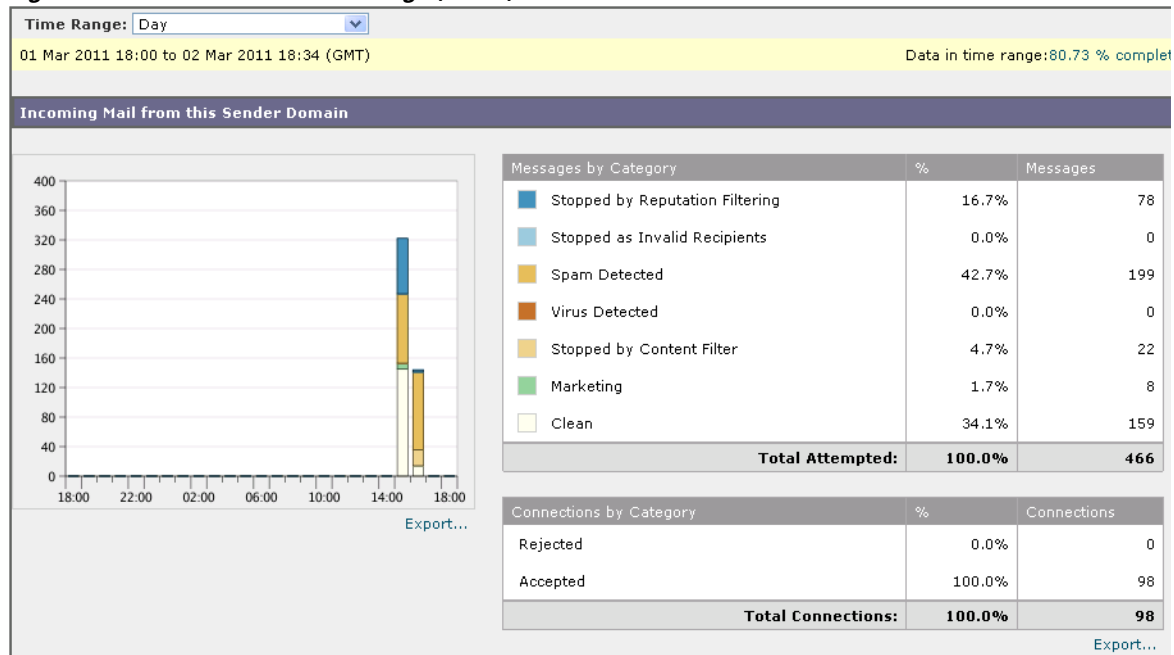 Time Range: Day
01 Mar 2011 18:00 to 02 Mar 2011 18:34 (GMT)
Data in time range:80.73 % complet
Incoming Mail from this Sender Domain
400
360
320
280
240
200
160
120
80
40
0
18:00 22:00 02:00 06:00 10:00 14:00 18:00
Export...
Messages by Category % Messages
Stopped by Reputation Filtering 16.7% 78
Stopped as Invalid Recipients 0.0% 0
Spam Detected 42.7% 199
Virus Detected 0.0% 0
Stopped by Content Filter 4.7% 22
Marketing 1.7% 8
Clean 34.1% 159
Total Attempted: 100.0% 466
Connections by Category % Connections
Rejected 0.0% 0
Accepted 100.0% 98
Total Connections: 100.0% 98
Export...